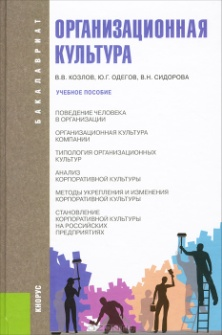 БАКАЛАВРИАТ
ОРГАНИЗАЦИОННАЯ
КУЛЬТУРА
В.В. КОЗЛОВ, Ю.Г. ОДЕГОВ, В.Н. СИДОРОВА
УЧЕБНОЕ ПОСОБИЕ
ПОВЕДЕНИЕ ЧЕЛОВЕКА
В ОРГАНИЗАЦИИ
ОРГАНИЗАЦИОННАЯ КУЛЬТУРА
КОМПАНИИ
ТИПОЛОГИЯ ОРГАНИЗАЦИОННЫХ
КУЛЬТУР
АНАЛИЗ
КОРПОРАТИВНОЙ КУЛЬТУРЫ
МЕТОДЫ УКРЕПЛЕНИЯ И ИЗМЕНЕНИЯ
КОРПОРАТИВНОЙ КУЛЬТУРЫ
СТАНОВЛЕНИЕ
КОРПОРАТИВНОЙ КУЛЬТУРЫ
НА РОССИЙСКИХ
ПРЕДПРИЯТИЯХ
КНОРУС